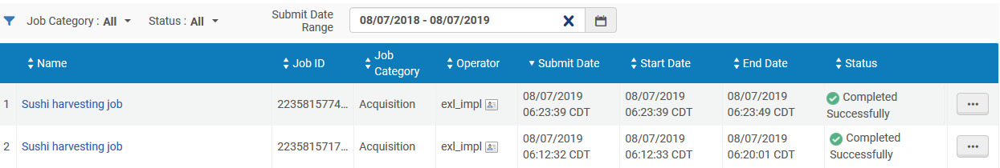 Job Category : All Status : All Submit Date Range 08/07/2018 - 08/07/2019
Name Job ID Job Category Operator Submit Date Start Date End Date Status
1 Sushi harvesting job 2235815774... Acquisition exl_impl 08/07/2019 06:23:39 CDT 08/07/2019 06:23:39 CDT 08/07/2019 06:23:49 CDT Completed Successfully ...
2 Sushi harvesting job 2235815717... Acquisition exl_impl 08/07/2019 06:12:32 CDT 08/07/2019 06:12:33 CDT 08/07/2019 06:20:01 CDT Completed Successfully ...